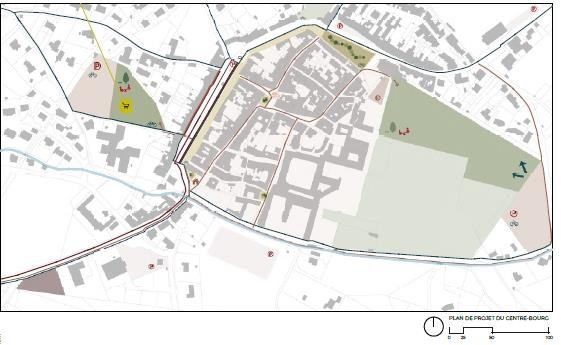 PLAN DE PROJET DU CENTRE-BOURG
0 25 50 100